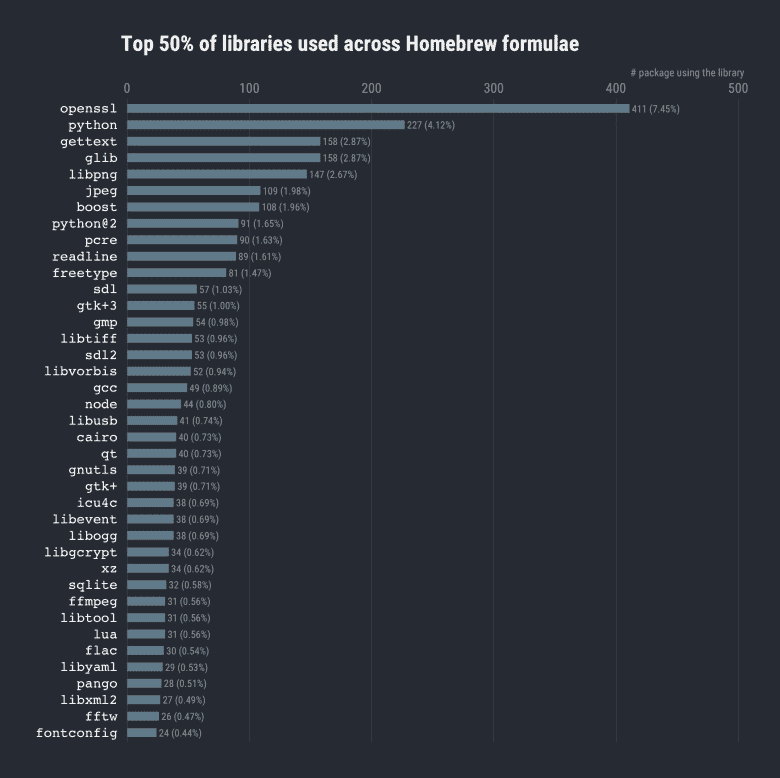 Top 50% of libraries used across Homebrew formulae
# package using the library
0 100 200 300 400 500
openssl 411 (7.45%)
python 227 (4.12%)
gettext 158 (2.87%)
glib 158 (2.87%)
libpng 147 (2.67%)
jpeg 109 (1.98%)
boost 108 (1.96%)
python@2 91 (1.65%)
pcre 90 (1.63%)
readline 89 (1.61%)
freetype 81 (1.47%)
sdl 57 (1.03%)
gtk+3 55 (1.00%)
gmp 54 (0.98%)
libtiff 53 (0.96%)
sdl2 53 (0.96%)
libvorbis 52 (0.94%)
gcc 49 (0.89%)
node 44 (0.80%)
libusb 41 (0.74%)
cairo 40 (0.73%)
qt 40 (0.73%)
gnutls 39 (0.71%)
gtk+ 39 (0.71%)
icu4c 38 (0.69%)
libevent 38 (0.69%)
libogg 38 (0.69%)
libgcrypt 34 (0.62%)
xz 34 (0.62%)
sqlite 32 (0.58%)
ffmpeg 31 (0.56%)
libtool 31 (0.56%)
lua 31 (0.56%)
flac 30 (0.54%)
libyaml 29 (0.53%)
pango 28 (0.51%)
libxml2 27 (0.49%)
fftw 26 (0.47%)
fontconfig 24 (0.44%)